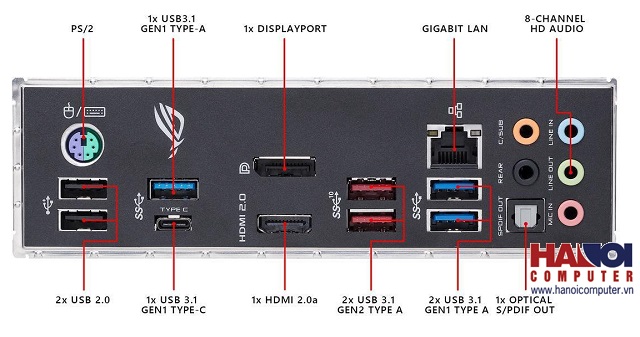 PS/2
1x USB3.1
GEN1 TYPE-A
1x DISPLAYPORT
GIGABIT LAN
8-CHANNEL
HD AUDIO
TYPE C
SS
10
HDMI 2.0
C/SUB
REAR
SPDIF OUT
LINE IN
LINE OUT
MIC IN
2x USB 2.0
1x USB 3.1
GEN1 TYPE-C
1x HDMI 2.0a
2x USB 3.1
GEN2 TYPE A
2x USB 3.1
GEN1 TYPE A
1x OPTICAL
S/PDIF OUT
HANOI
COMPUTER
www.hanoicomputer.vn